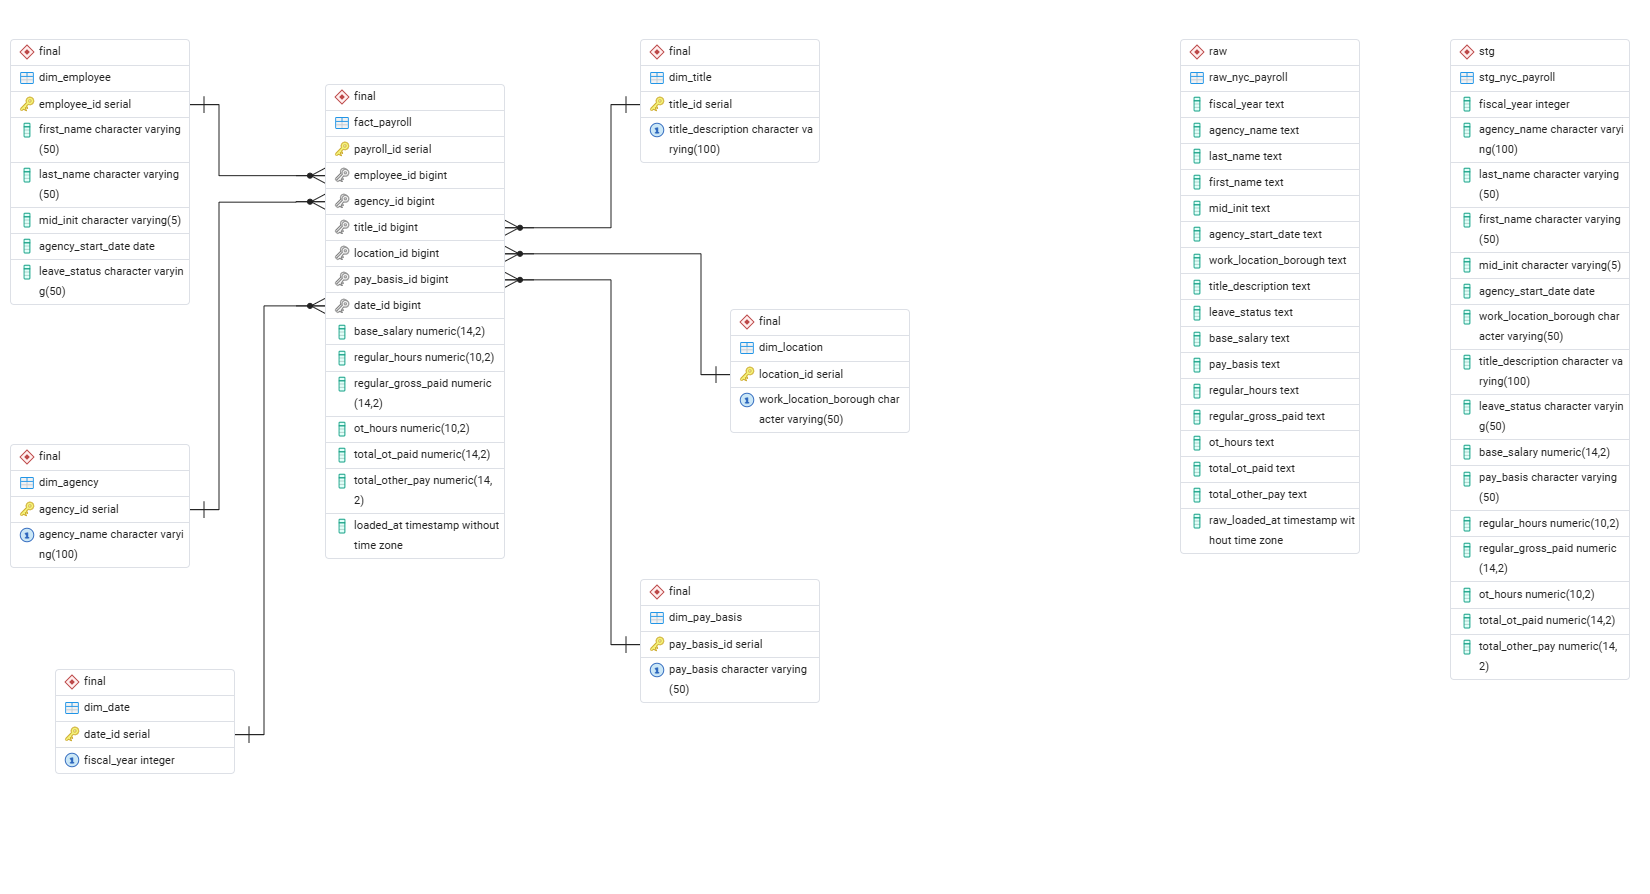 final
dim_employee
employee_id serial
first_name character varying
(50)
last_name character varying
(50)
mid_init character varying(5)
agency_start_date date
leave_status character varyin
g(50)
final
dim_agency
agency_id serial
1
agency_name character varyi
ng(100)
final
dim_date
date_id serial
1
fiscal_year integer
final
fact_payroll
payroll_id serial
employee_id bigint
agency_id bigint
title_id bigint
location_id bigint
pay_basis_id bigint
date_id bigint
base_salary numeric(14,2)
regular_hours numeric(10,2)
regular_gross_paid numeric
(14,2)
ot_hours numeric(10,2)
total_ot_paid numeric(14,2)
total_other_pay numeric(14,
2)
loaded_at timestamp without
time zone
final
dim_title
title_id serial
1
title_description character va
rying(100)
final
dim_location
location_id serial
1
work_location_borough char
acter varying(50)
final
dim_pay_basis
pay_basis_id serial
1
pay_basis character varying
(50)
raw
raw_nyc_payroll
fiscal_year text
agency_name text
last_name text
first_name text
mid_init text
agency_start_date text
work_location_borough text
title_description text
leave_status text
base_salary text
pay_basis text
regular_hours text
regular_gross_paid text
ot_hours text
total_ot_paid text
total_other_pay text
raw_loaded_at timestamp wit
hout time zone
stg
stg_nyc_payroll
fiscal_year integer
agency_name character varyi
ng(100)
last_name character varying
(50)
first_name character varying
(50)
mid_init character varying(5)
agency_start_date date
work_location_borough char
acter varying(50)
title_description character va
rying(100)
leave_status character varyin
g(50)
base_salary numeric(14,2)
pay_basis character varying
(50)
regular_hours numeric(10,2)
regular_gross_paid numeric
(14,2)
ot_hours numeric(10,2)
total_ot_paid numeric(14,2)
total_other_pay numeric(14,
2)